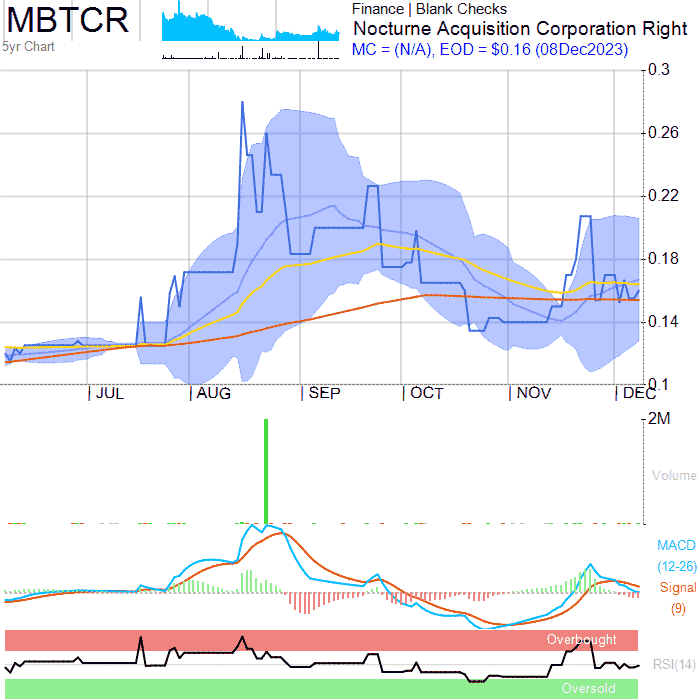 MBTCR
5yr Chart
Finance | Blank Checks
Nocturne Acquisition Corporation Right
MC = (N/A), EOD = $0.16 (08Dec2023)
0.3
0.26
0.22
0.18
0.14
0.1
JUL AUG SEP OCT NOV DEC
2M
Volume
MACD
(12-26)
Signal
(9)
Overbought
RSI(14)
Oversold